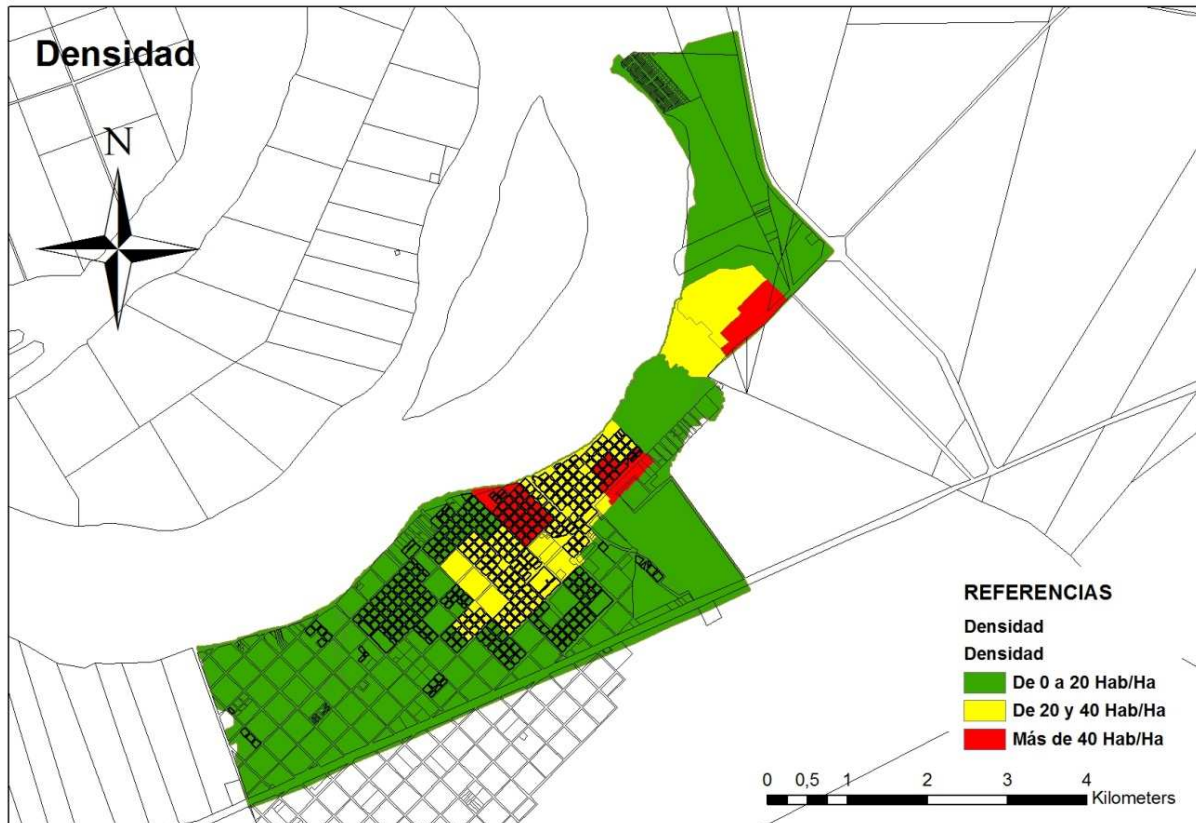 Densidad
N
REFERENCIAS
Densidad
Densidad
De 0 a 20 Hab/Ha
De 20 y 40 Hab/Ha
Más de 40 Hab/Ha
0 0,5 1 2 3 4
Kilometers